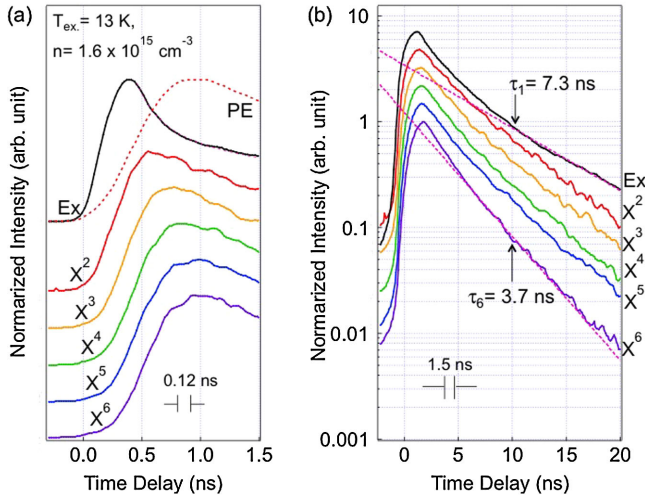 (a)
T_ex. = 13 K,
n= 1.6 x 10^15 cm^-3
PE
Ex
X^2
X^3
X^4
X^5
X^6
0.12 ns
Normarized Intensity (arb. unit)
0.0 0.5 1.0 1.5
Time Delay (ns)
(b)
τ_1= 7.3 ns
τ_6= 3.7 ns
1.5 ns
Ex
X^2
X^3
X^4
X^5
X^6
Normarized Intensity (arb. unit)
10
1
0.1
0.01
0.001
0 5 10 15 20
Time Delay (ns)